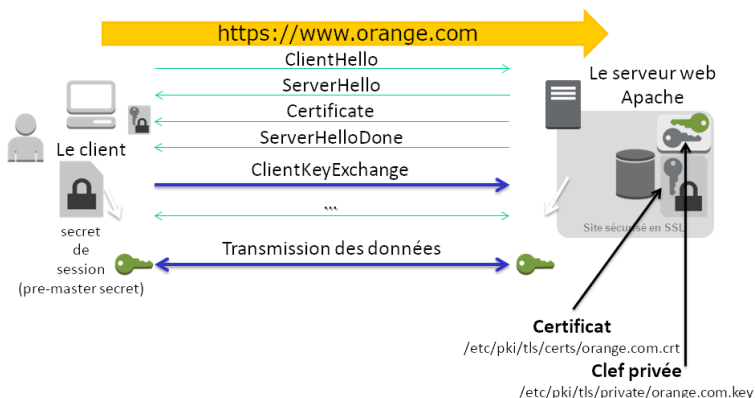 https://www.orange.com
ClientHello
ServerHello
Certificate
ServerHelloDone
ClientKeyExchange
...
Transmission des données
Le client
secret
de
session
(pre-master secret)
Le serveur web
Apache
Site sécurisé en SSL
Certificat
/etc/pki/tls/certs/orange.com.crt
Clef privée
/etc/pki/tls/private/orange.com.key